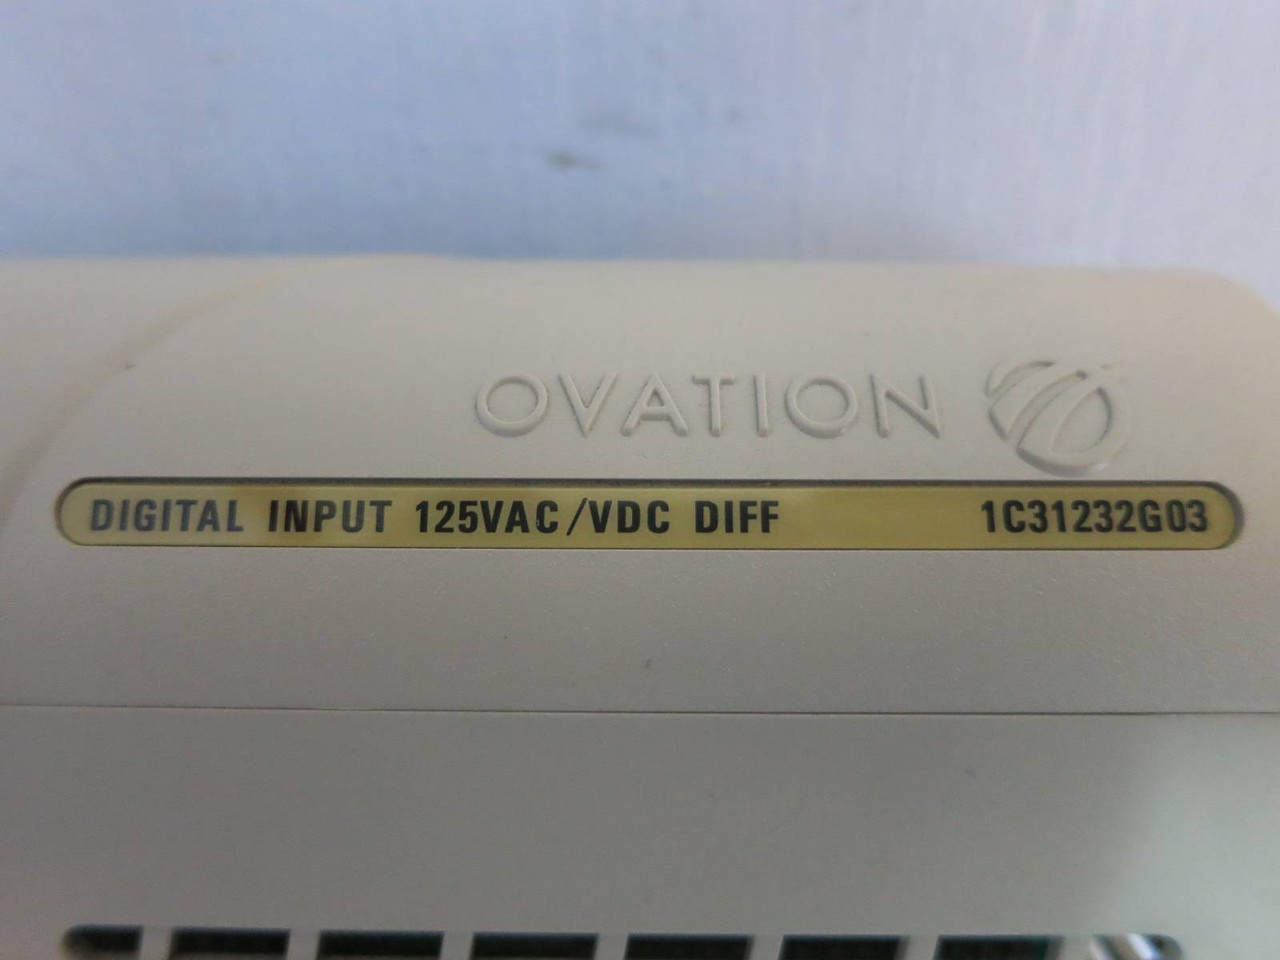 OVATION
DIGITAL INPUT 125VAC/VDC DIFF 1C31232G03